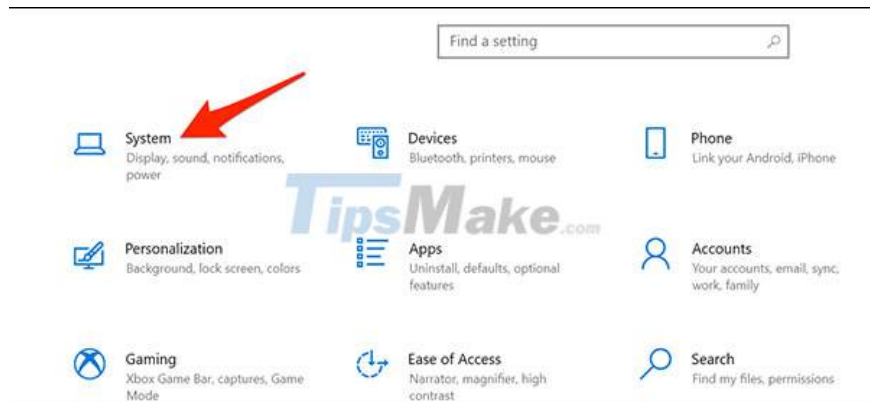 Find a setting
System
Display, sound, notifications,
power
Devices
Bluetooth, printers, mouse
Phone
Link your Android, iPhone
TipsMake.com
Personalization
Background, lock screen, colors
Apps
Uninstall, defaults, optional
features
Accounts
Your accounts, email, sync,
work, family
Gaming
Xbox Game Bar, captures, Game
Mode
Ease of Access
Narrator, magnifier, high
contrast
Search
Find my files, permissions